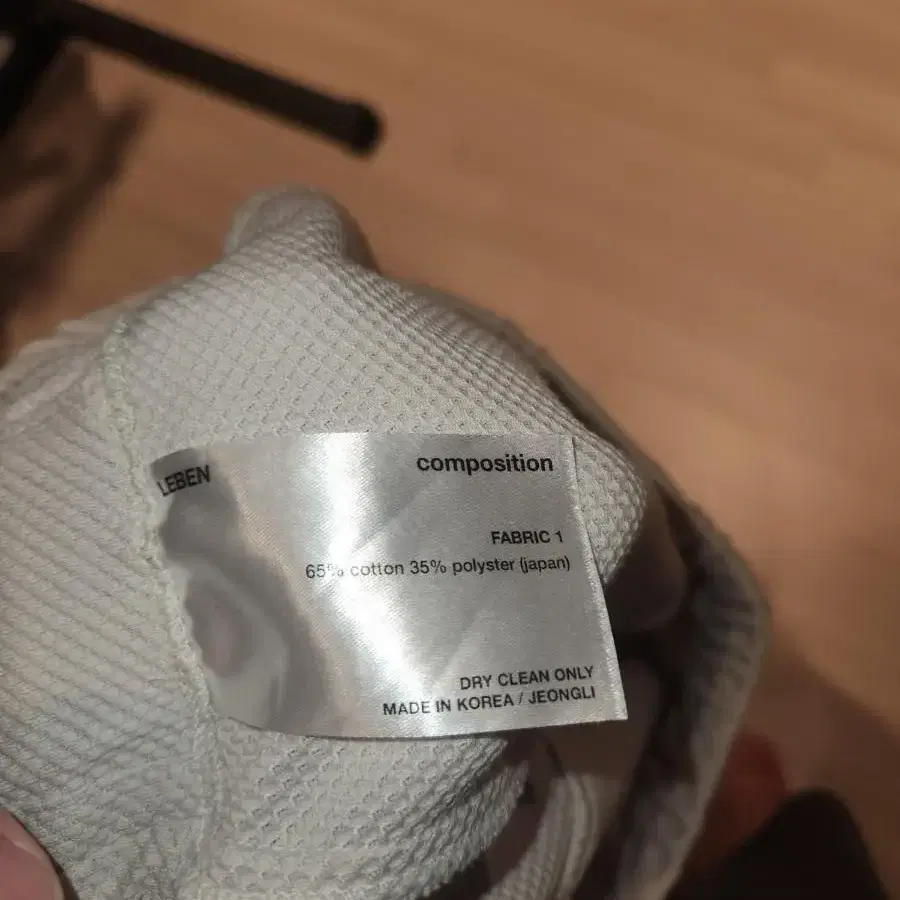 LEBEN
composition
FABRIC 1
65% cotton 35% polyster (japan)
DRY CLEAN ONLY
MADE IN KOREA / JEONGLI